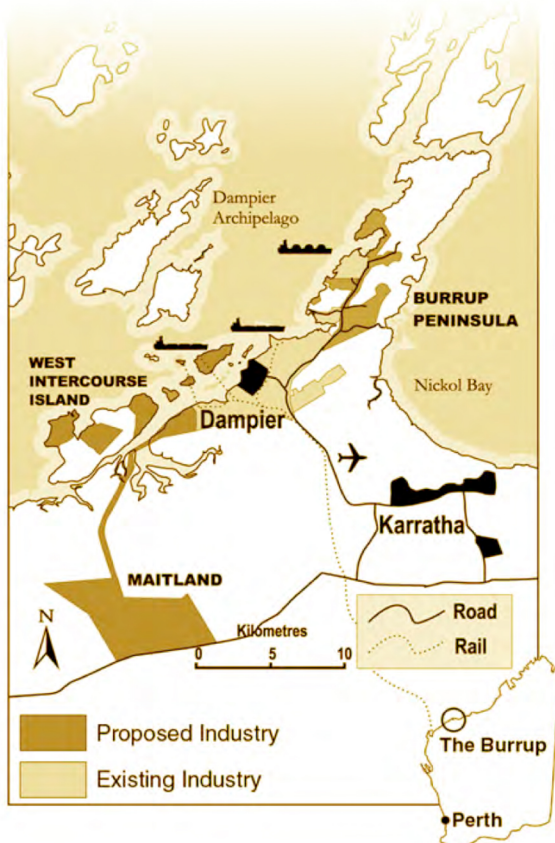 Dampier
Archipelago
BURRUP
PENINSULA
WEST
INTERCOURSE
ISLAND
Nickol Bay
Dampier
Karratha
MAITLAND
N
Kilometres
0 5 10
Road
Rail
Proposed Industry
Existing Industry
The Burrup
Perth